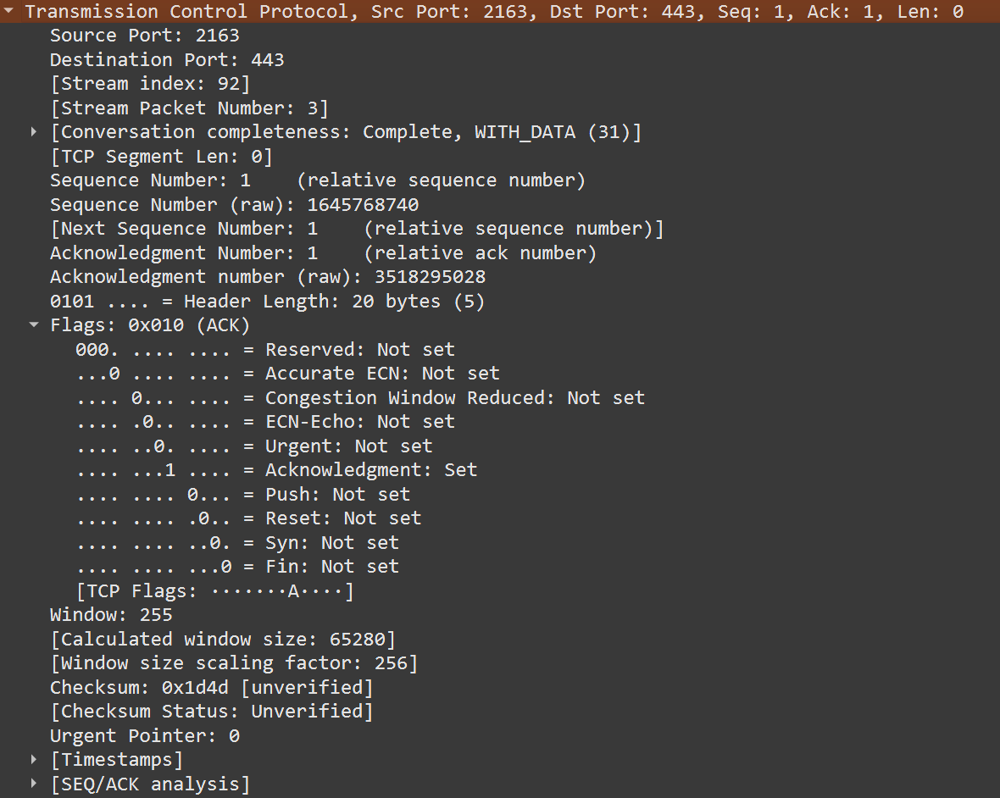 Transmission Control Protocol, Src Port: 2163, Dst Port: 443, Seq: 1, Ack: 1, Len: 0
Source Port: 2163
Destination Port: 443
[Stream index: 92]
[Stream Packet Number: 3]
[Conversation completeness: Complete, WITH_DATA (31)]
[TCP Segment Len: 0]
Sequence Number: 1    (relative sequence number)
Sequence Number (raw): 1645768740
[Next Sequence Number: 1    (relative sequence number)]
Acknowledgment Number: 1    (relative ack number)
Acknowledgment number (raw): 3518295028
0101 .... = Header Length: 20 bytes (5)
Flags: 0x010 (ACK)
000. .... .... = Reserved: Not set
...0 .... .... = Accurate ECN: Not set
.... 0... .... = Congestion Window Reduced: Not set
.... .0.. .... = ECN-Echo: Not set
.... ..0. .... = Urgent: Not set
.... ...1 .... = Acknowledgment: Set
.... .... 0... = Push: Not set
.... .... .0.. = Reset: Not set
.... .... ..0. = Syn: Not set
.... .... ...0 = Fin: Not set
[TCP Flags: ·······A····]
Window: 255
[Calculated window size: 65280]
[Window size scaling factor: 256]
Checksum: 0x1d4d [unverified]
[Checksum Status: Unverified]
Urgent Pointer: 0
[Timestamps]
[SEQ/ACK analysis]